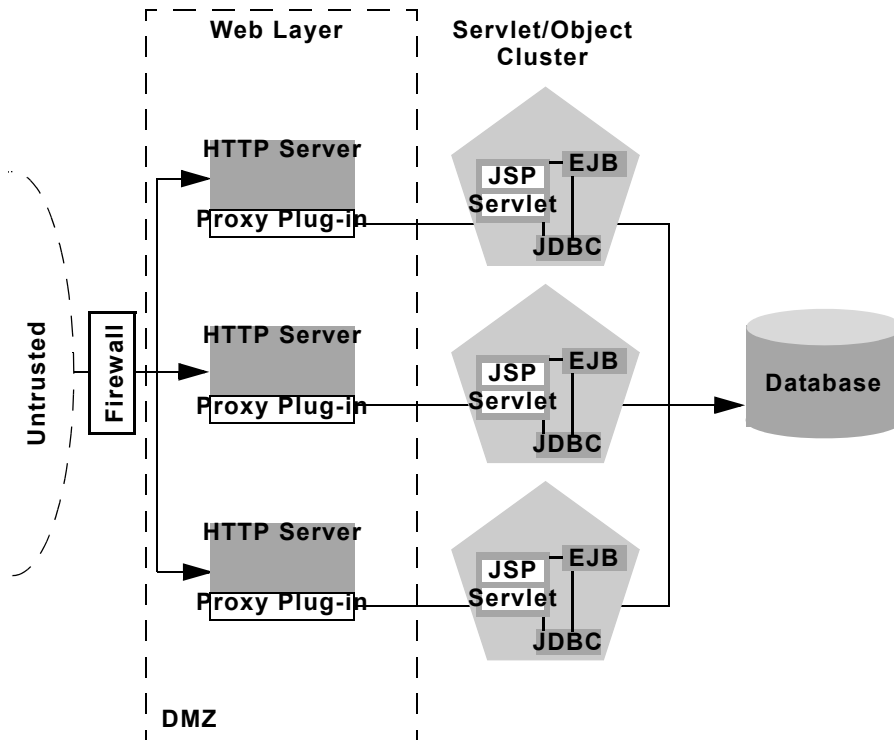 Web Layer
Servlet/Object
Cluster
HTTP Server
Proxy Plug-in
JSP
Servlet
EJB
JDBC
Untrusted
Firewall
HTTP Server
Proxy Plug-in
JSP
Servlet
EJB
JDBC
Database
HTTP Server
Proxy Plug-in
JSP
Servlet
EJB
JDBC
DMZ